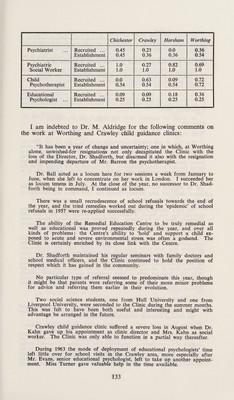 Chichester Crawley Horsham Worthing
Psychiatrist ... Recruited ... 0.45 0.23 0.0 0.36
Establishment 0.45 0.36 0.36 0.54
Psychiatric Recruited ... 1.0 0.27 0.82 0.69
Social Worker Establishment 1.0 1.0 1.0 1.0
Child Recruited ... 0.0 0.63 0.09 0.72
Psychotherapist Establishment 0.54 0.54 0.54 0.72
Educational Recruited ... 0.09 0.09 0.18 0.36
Psychologist ... Establishment 0.25 0.25 0.25 0.25
I am indebted to Dr. M. Aldridge for the following comments on
the work at Worthing and Crawley child guidance clinics:
"It has been a year of change and uncertainty; one in which, at Worthing
alone, unwished-for resignations not only decapitated the Clinic with the
loss of the Director, Dr. Shadforth, but disarmed it also with the resignation
and impending departure of Mr. Barron the psychotherapist.
Dr. Ball acted as a locum here for two sessions a week from January to
June, when she left to concentrate on her work in London. I succeeded her
as locum tenens in July. At the close of the year, no successor to Dr. Shad-
forth being in command, I continued as locum.
There was a small recrudescence of school refusals towards the end of
the year, and the tried remedies worked out during the 'epidemic' of school
refusals in 1957 were re-applied successfully.
The ability of the Remedial Education Centre to be truly remedial as
well as educational was proved repeatedly during the year, and over all
kinds of problems: the Centre's ability to 'hold' and support a child ex-
posed to acute and severe environmental stress was often a godsend. The
Clinic is certainly enriched by its close link with the Centre.
Dr. Shadforth maintained his regular seminars with family doctors and
school medical officers, and the Clinic continued to hold the position of
respect which it has gained in the community.
No particular type of referral seemed to predominate this year, though
it might be that parents were referring some of their more minor problems
for advice and referring them earlier in their evolution.
Two social science students, one from Hull University and one from
Liverpool University, were seconded to the Clinic during the summer months.
This was felt to have been both useful and interesting and might with
advantage be arranged in the future.
Crawley child guidance clinic suffered a severe loss in August when Dr.
Kahn gave up his appointment as clinic director and Mrs. Kahn as social
worker. The Clinic was only able to function in a partial way thereafter.
During 1963 the mode of deployment of educational psychologists' time
left little over for school visits in the Crawley area, more especially after
Mr. Evans, senior educational psychologist, left to take up another appoint-
ment. Miss Turner gave valuable help in the time available.
133